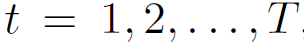 t = 1, 2, . . . , T.